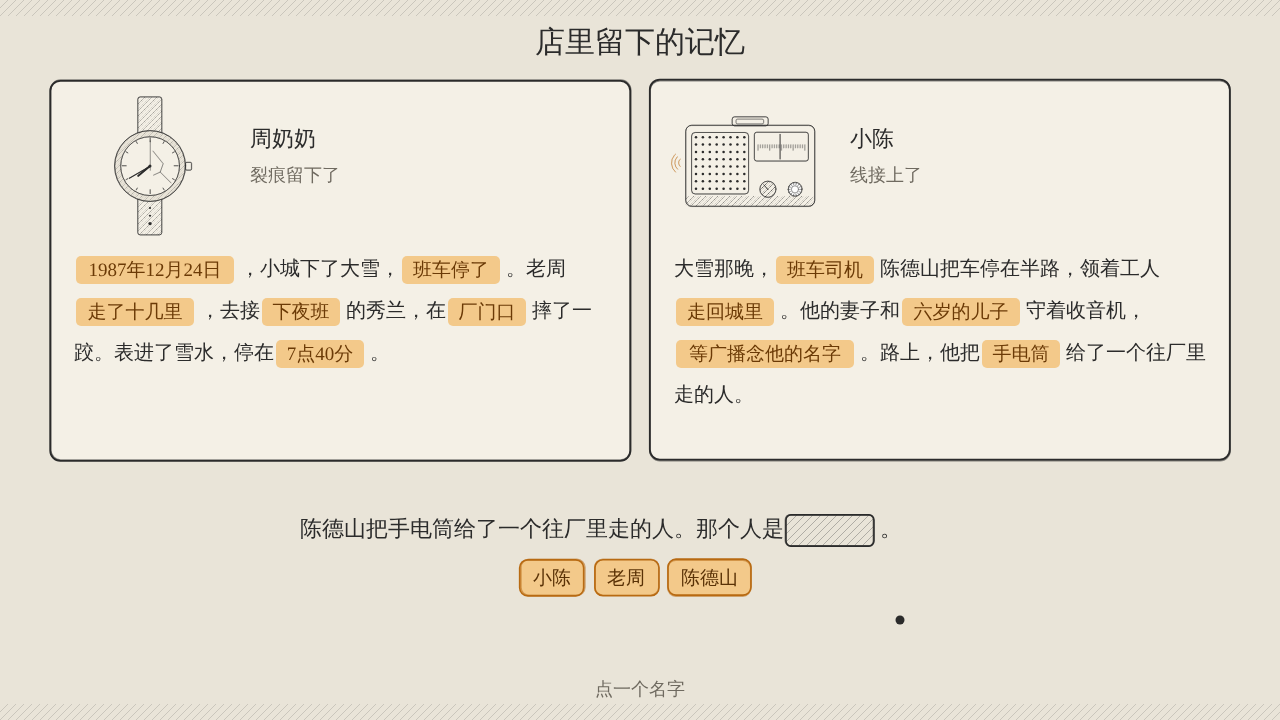 店里留下的记忆
周奶奶
裂痕留下了
1987年12月24日，小城下了大雪，班车停了。老周
走了十几里，去接下夜班的秀兰，在厂门口摔了一
跤。表进了雪水，停在7点40分。
小陈
线接上了
大雪那晚，班车司机陈德山把车停在半路，领着工人
走回城里。他的妻子和六岁的儿子守着收音机，
等广播念他的名字。路上，他把手电筒给了一个往厂里
走的人。
陈德山把手电筒给了一个往厂里走的人。那个人是。
小陈 老周 陈德山
点一个名字